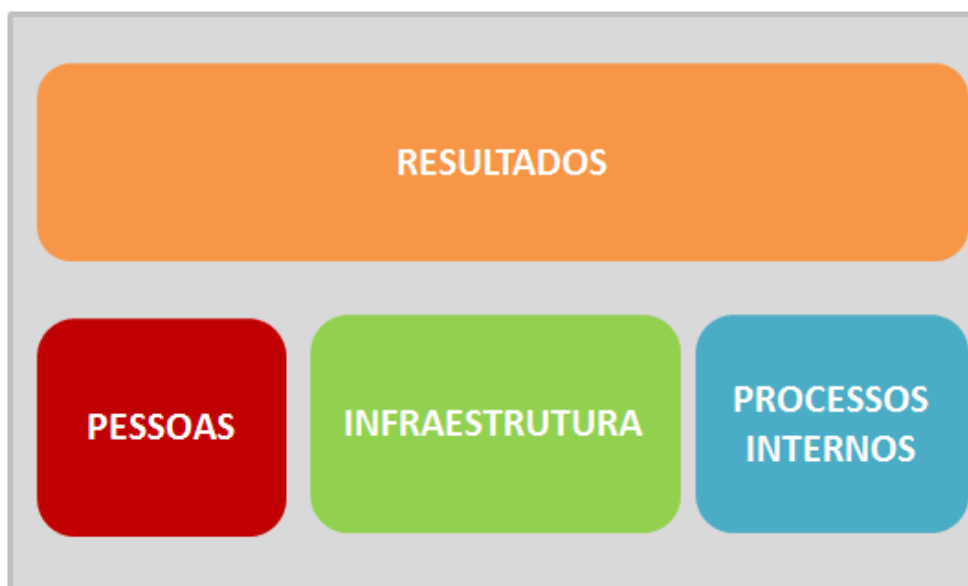 RESULTADOS
PESSOAS
INFRAESTRUTURA
PROCESSOS
INTERNOS